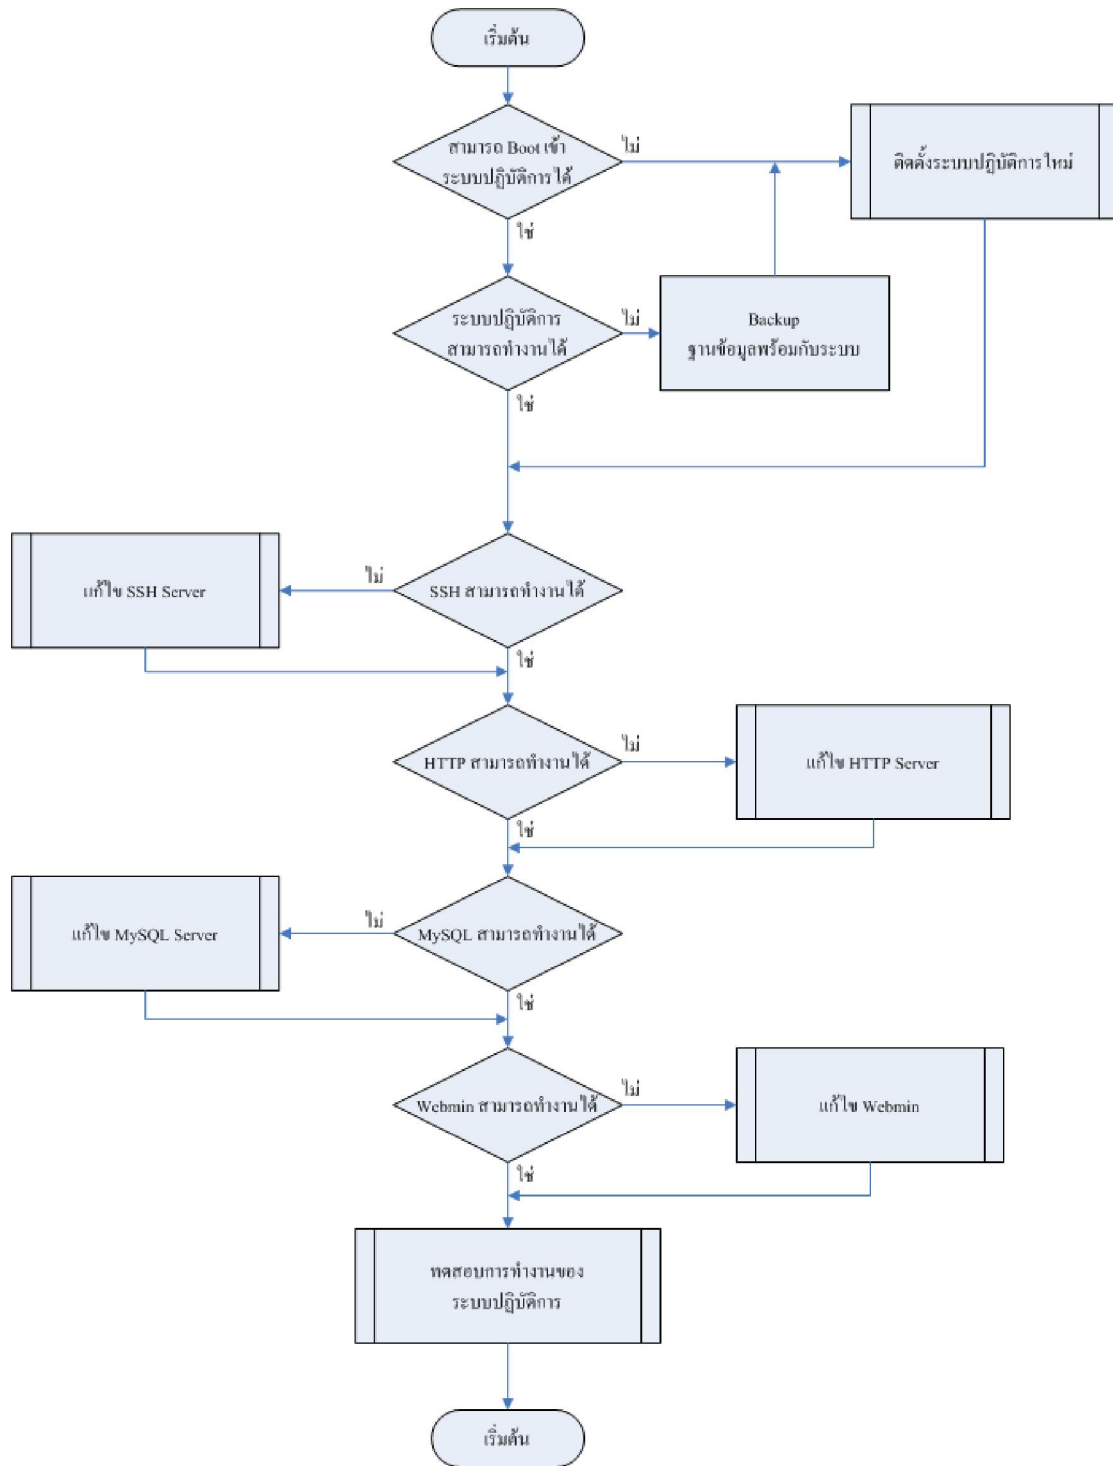 เริ่มต้น
สามารถ Boot เข้า
ระบบปฏิบัติการได้
ไม่
ติดตั้งระบบปฏิบัติการใหม่
ใช่
ระบบปฏิบัติการ
สามารถทำงานได้
ไม่
Backup
ฐานข้อมูลพร้อมกับระบบ
ใช่
แก้ไข SSH Server
ไม่
SSH สามารถทำงานได้
ใช่
HTTP สามารถทำงานได้
ไม่
แก้ไข HTTP Server
ใช่
แก้ไข MySQL Server
ไม่
MySQL สามารถทำงานได้
ใช่
Webmin สามารถทำงานได้
ไม่
แก้ไข Webmin
ใช่
ทดสอบการทำงานของ
ระบบปฏิบัติการ
เริ่มต้น